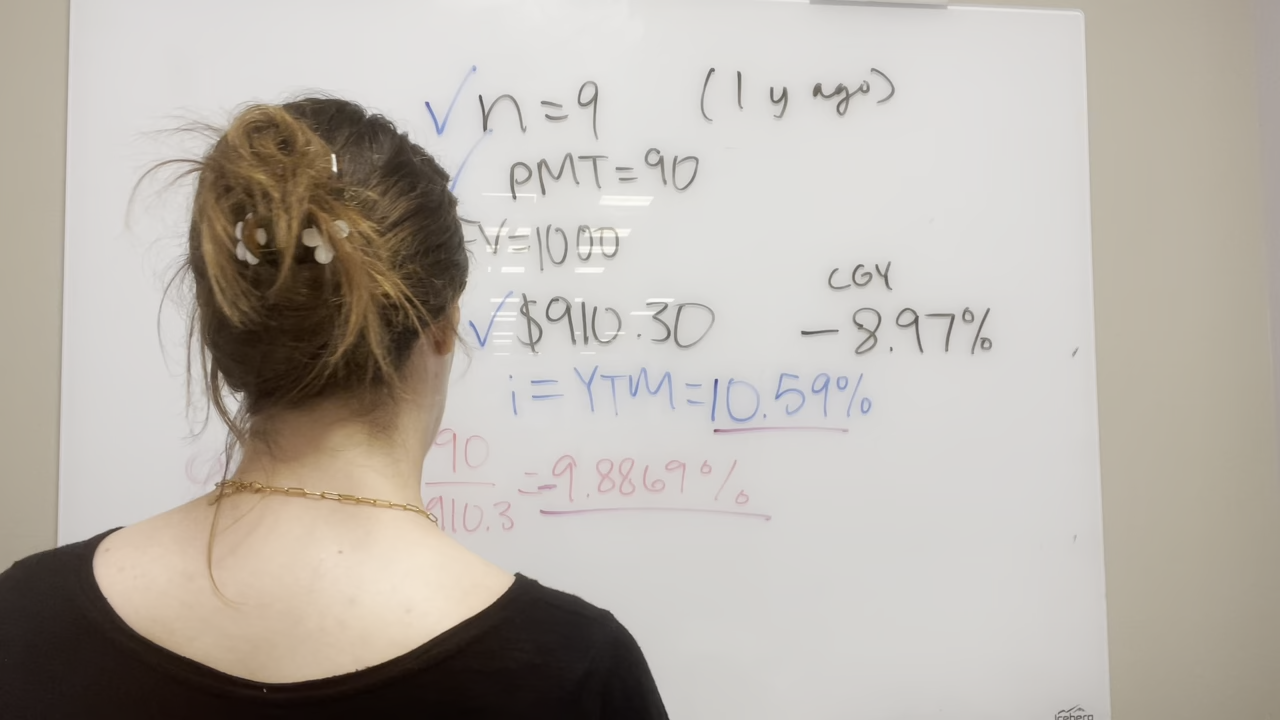 ✓ n = 9 (1 y ago)
✓ PMT = 90
V = 1000
✓ $910.30
CGY
-8.97%
i = YTM = 10.59%
90
910.3
= -9.8869%
Iceberg